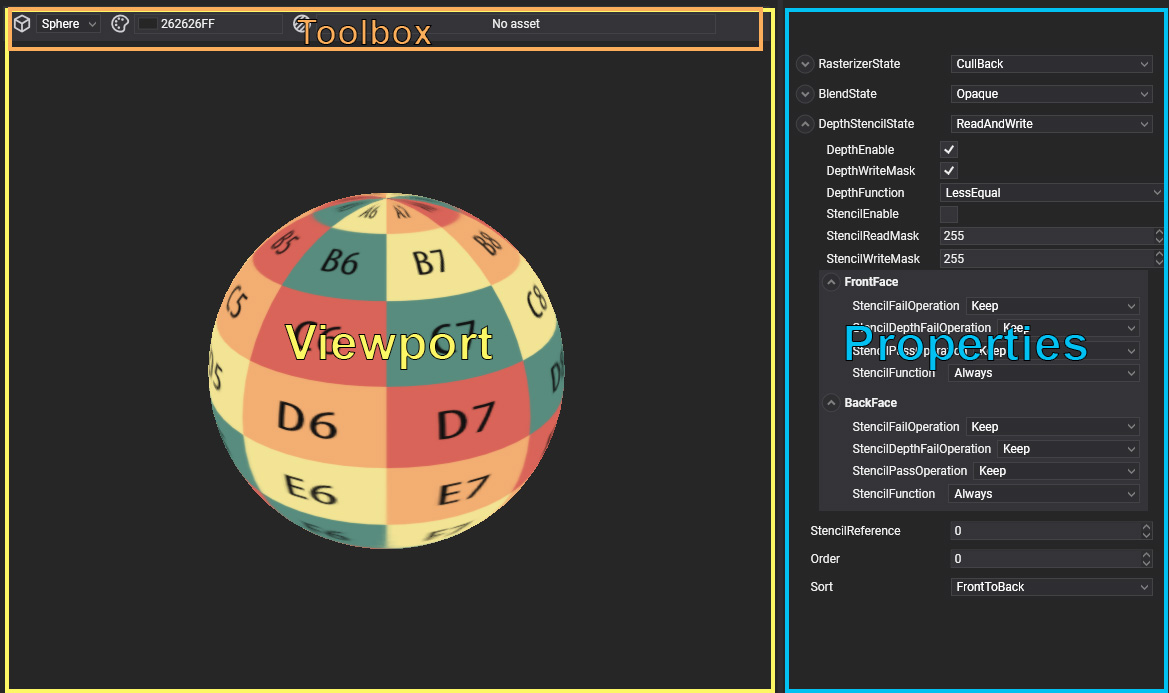 Sphere 262626FF No asset
Toolbox
RasterizerState CullBack
BlendState Opaque
DepthStencilState ReadAndWrite
DepthEnable
DepthWriteMask
DepthFunction LessEqual
StencilEnable
StencilReadMask 255
StencilWriteMask 255
FrontFace
StencilFailOperation Keep
StencilDepthFailOperation Keep
StencilPassOperation Keep
StencilFunction Always
Properties
BackFace
StencilFailOperation Keep
StencilDepthFailOperation Keep
StencilPassOperation Keep
StencilFunction Always
StencilReference 0
Order 0
Sort FrontToBack
A6 A7
B5 B6 B7 B8
C5 C6 C7 C8
Viewport
D5 D6 D7
E6 E7